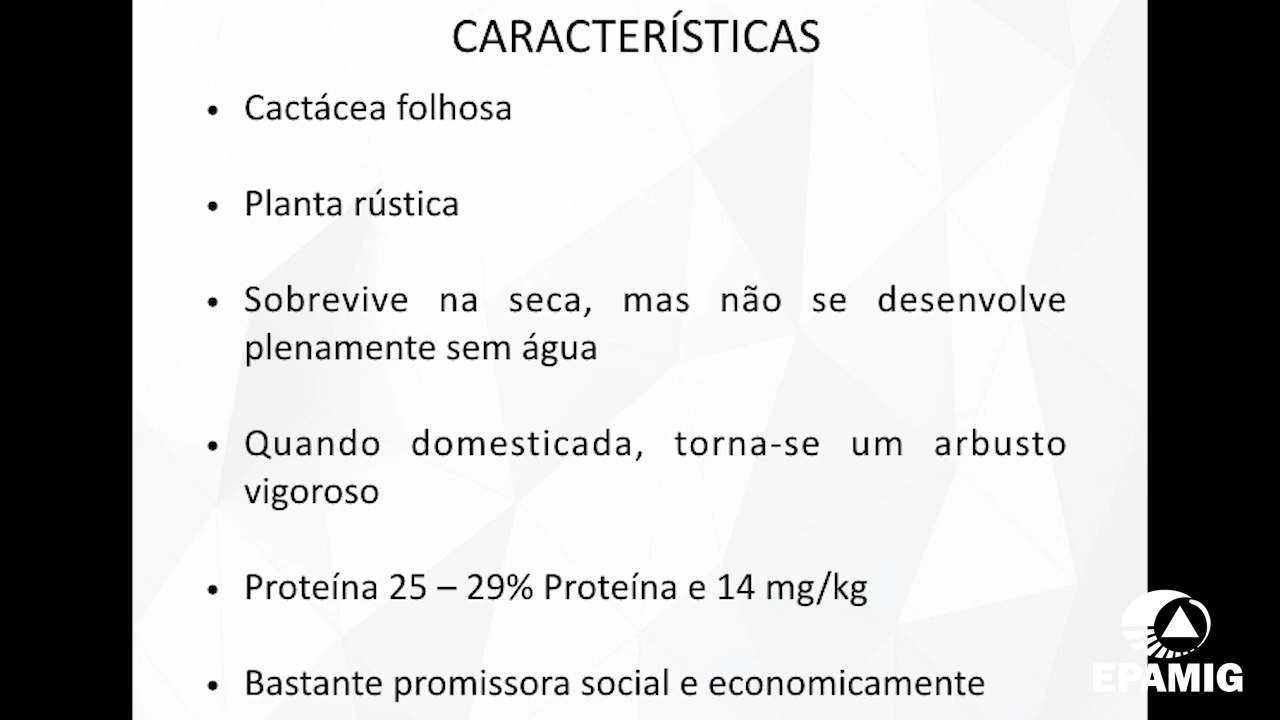 CARACTERÍSTICAS
• Cactácea folhosa
• Planta rústica
• Sobrevive na seca, mas não se desenvolve
plenamente sem água
• Quando domesticada, torna-se um arbusto
vigoroso
• Proteína 25 – 29% Proteína e 14 mg/kg
• Bastante promissora social e economicamente
EPAMIG